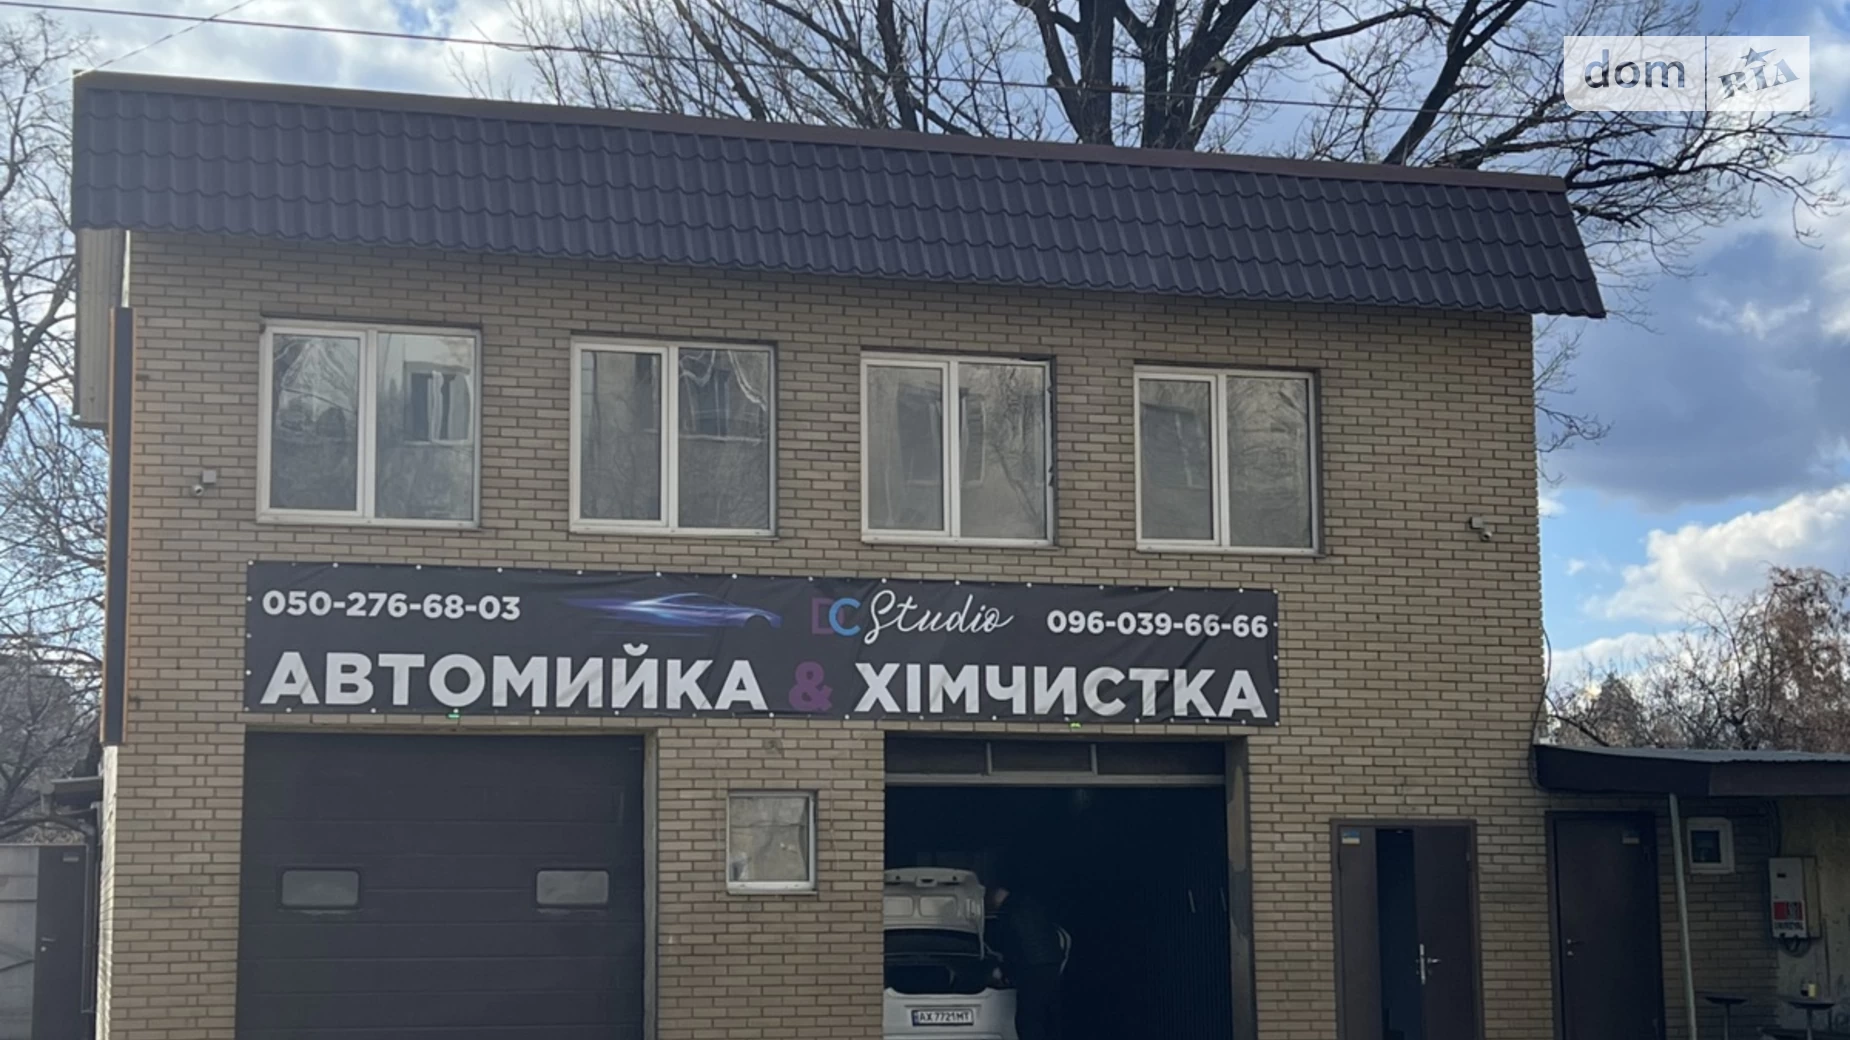 dom RIA
050-276-68-03
DC Studio
096-039-66-66
АВТОМИЙКА & ХІМЧИСТКА
AX 7721MT